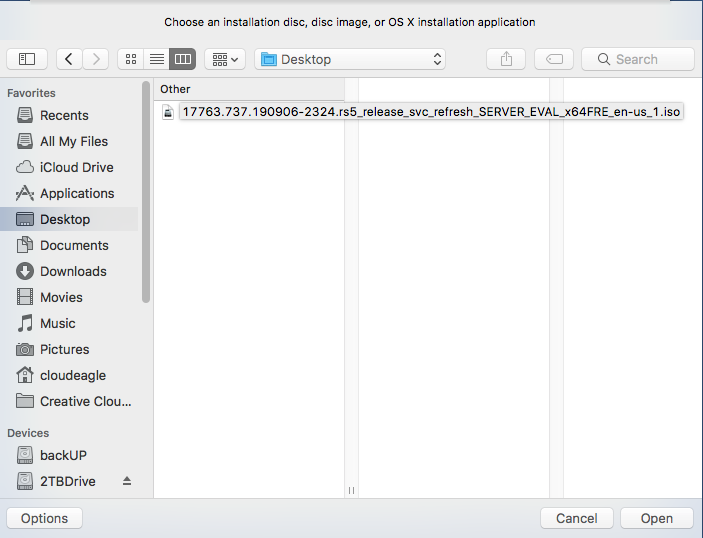 Choose an installation disc, disc image, or OS X installation application
Desktop
Search
Favorites
Recents
All My Files
iCloud Drive
Applications
Desktop
Documents
Downloads
Movies
Music
Pictures
cloudeagle
Creative Clou...
Devices
backUP
2TBDrive
Other
17763.737.190906-2324.rs5_release_svc_refresh_SERVER_EVAL_x64FRE_en-us_1.iso
Options
Cancel
Open